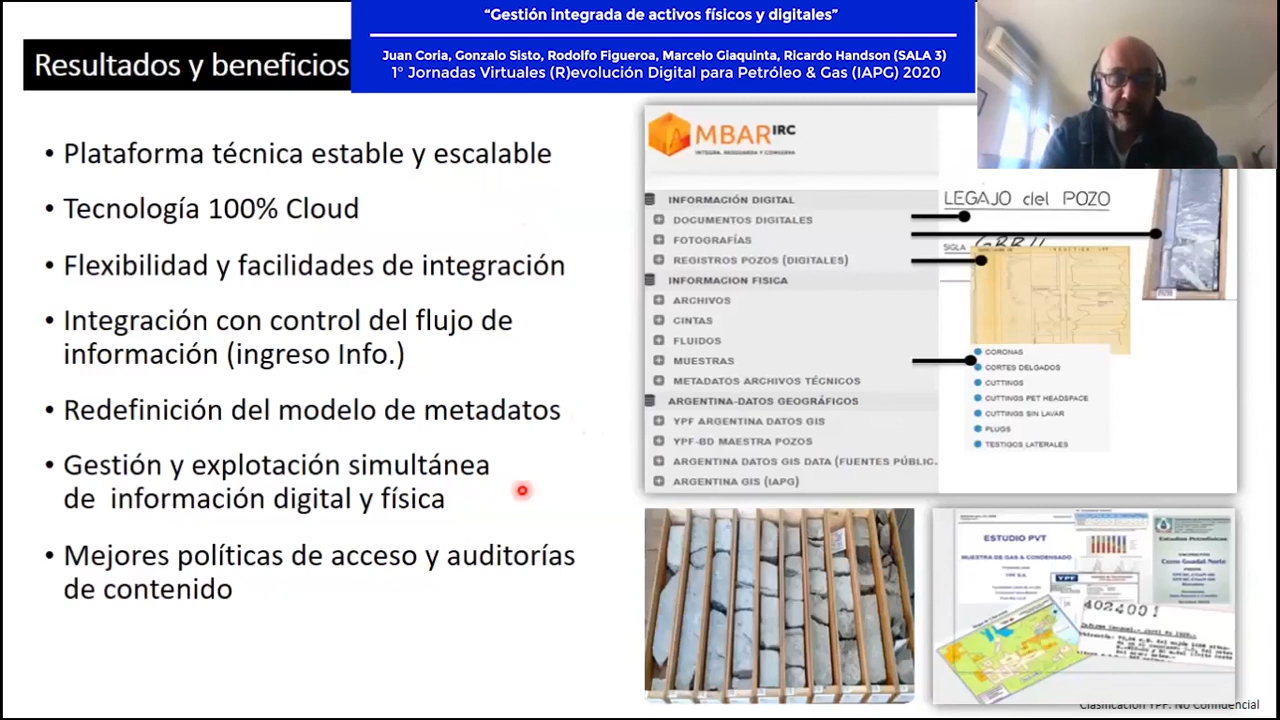 “Gestión integrada de activos físicos y digitales”
Juan Coria, Gonzalo Sisto, Rodolfo Figueroa, Marcelo Giaquinta, Ricardo Handson (SALA 3)
1° Jornadas Virtuales (R)evolución Digital para Petróleo & Gas (IAPG) 2020
Resultados y beneficios
• Plataforma técnica estable y escalable
• Tecnología 100% Cloud
• Flexibilidad y facilidades de integración
• Integración con control del flujo de
información (ingreso Info.)
• Redefinición del modelo de metadatos
• Gestión y explotación simultánea
de información digital y física
• Mejores políticas de acceso y auditorías
de contenido
MBAR IRC
INTEGRA, RESGUARDA Y CONSERVA
INFORMACIÓN DIGITAL
DOCUMENTOS DIGITALES
FOTOGRAFÍAS
REGISTROS POZOS (DIGITALES)
INFORMACION FISICA
ARCHIVOS
CINTAS
FLUIDOS
MUESTRAS
METADATOS ARCHIVOS TÉCNICOS
ARGENTINA-DATOS GEOGRÁFICOS
YPF ARGENTINA DATOS GIS
YPF-BD MAESTRA POZOS
ARGENTINA DATOS GIS DATA (FUENTES PÚBLIC.
ARGENTINA GIS (IAPG)
LEGAJO del POZO
SIGLA
CORONAS
CORTES DELGADOS
CUTTINGS
CUTTINGS PET HEADSPACE
CUTTINGS SIN LAVAR
PLUGS
TESTIGOS LATERALES
ESTUDIO PVT
MUESTRA DE GAS & CONDENSADO
YPF S.A.
YPF
Estudios Petrofísicos
Cerro Guadal Norte
402400!
Clasificación YPF: No Confidencial